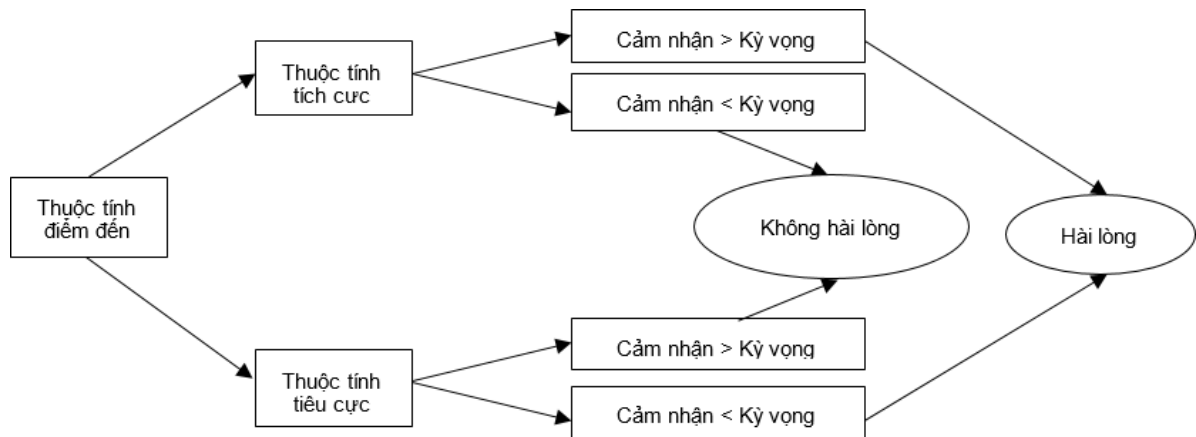 Cảm nhận > Kỳ vọng
Thuộc tính
tích cưc
Cảm nhận < Kỳ vọng
Thuộc tính
điểm đến
Không hài lòng
Hài lòng
Cảm nhận > Kỳ vọng
Thuộc tính
tiêu cực
Cảm nhận < Kỳ vọng